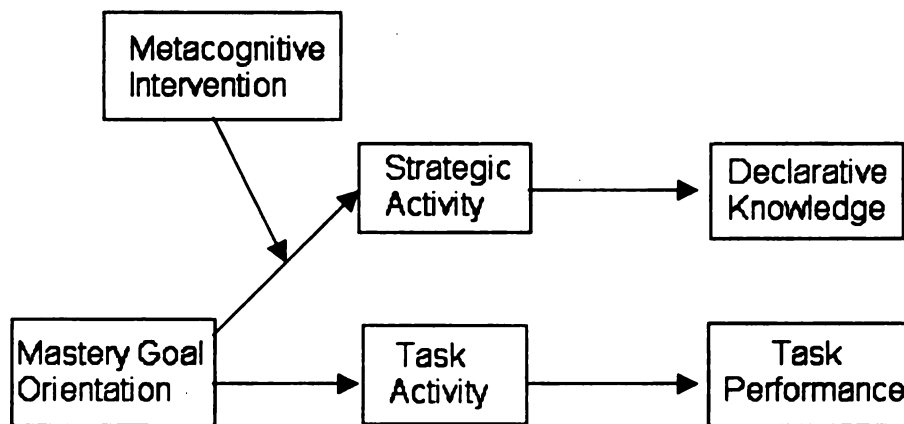 Metacognitive
Intervention
Strategic
Activity
Declarative
Knowledge
Mastery Goal
Orientation
Task
Activity
Task
Performance